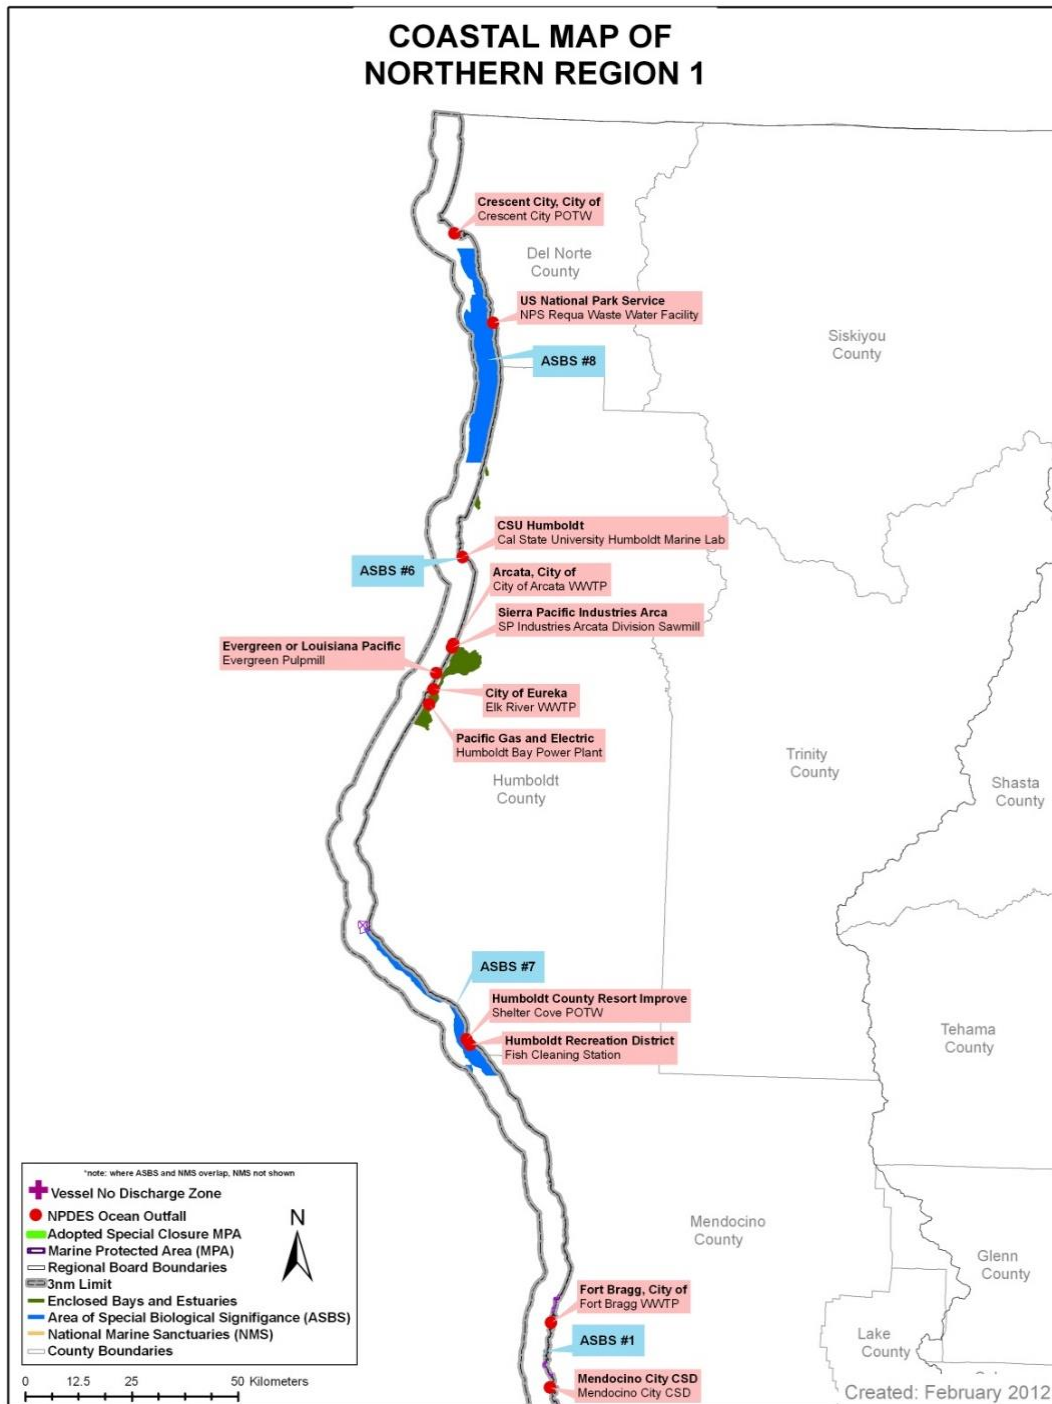 COASTAL MAP OF
NORTHERN REGION 1
Crescent City, City of
Crescent City POTW
Del Norte
County
US National Park Service
NPS Requa Waste Water Facility
Siskiyou
County
ASBS #8
CSU Humboldt
Cal State University Humboldt Marine Lab
ASBS #6
Arcata, City of
City of Arcata WWTP
Sierra Pacific Industries Arca
SP Industries Arcata Division Sawmill
Evergreen or Louisiana Pacific
Evergreen Pulpmill
City of Eureka
Elk River WWTP
Pacific Gas and Electric
Humboldt Bay Power Plant
Trinity
County
Humboldt
County
Shasta
County
ASBS #7
Humboldt County Resort Improve
Shelter Cove POTW
Humboldt Recreation District
Fish Cleaning Station
Tehama
County
Mendocino
County
Glenn
County
Fort Bragg, City of
Fort Bragg WWTP
ASBS #1
Lake
County
Mendocino City CSD
Mendocino City CSD
*note: where ASBS and NMS overlap, NMS not shown
Vessel No Discharge Zone
NPDES Ocean Outfall
Adopted Special Closure MPA
Marine Protected Area (MPA)
Regional Board Boundaries
3nm Limit
Enclosed Bays and Estuaries
Area of Special Biological Signifigance (ASBS)
National Marine Sanctuaries (NMS)
County Boundaries
N
0 12.5 25 50 Kilometers
Created: February 2012